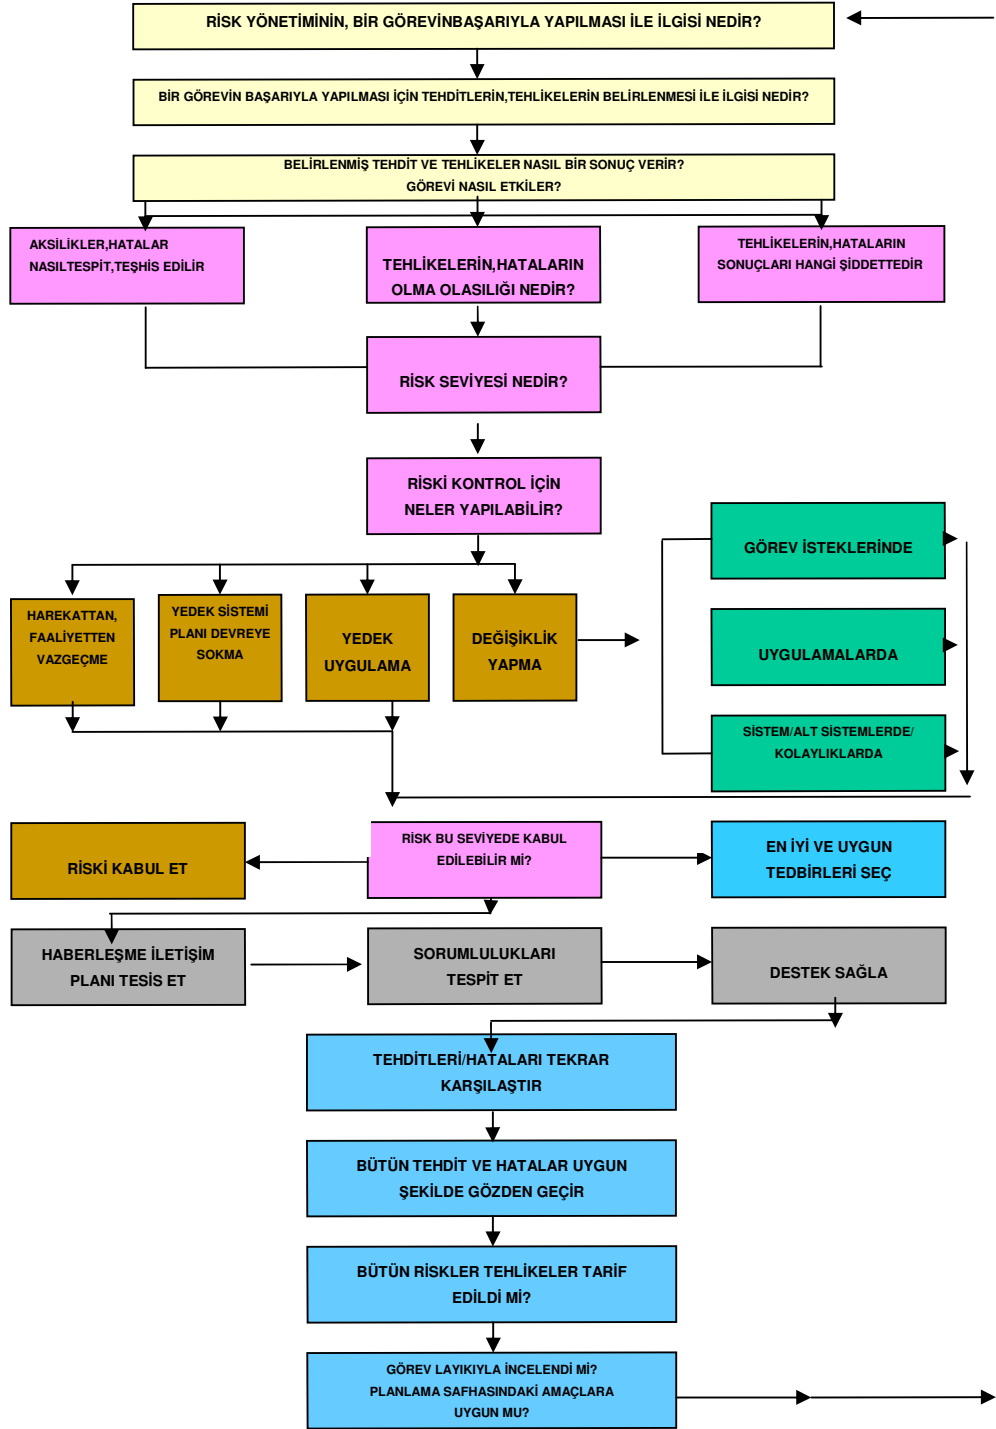 RİSK YÖNETİMİNİN, BİR GÖREVİNBAŞARIYLA YAPILMASI İLE İLGİSİ NEDİR?
BİR GÖREVİN BAŞARIYLA YAPILMASI İÇİN TEHDİTLERİN,TEHLİKELERİN BELİRLENMESİ İLE İLGİSİ NEDİR?
BELİRLENMİŞ TEHDİT VE TEHLİKELER NASIL BİR SONUÇ VERİR?
GÖREVİ NASIL ETKİLER?
AKSİLİKLER,HATALAR
NASILTESPİT,TEŞHİS EDİLİR
TEHLİKELERİN,HATALARIN
OLMA OLASILIĞI NEDİR?
TEHLİKELERİN,HATALARIN
SONUÇLARI HANGİ ŞİDDETTEDİR
RİSK SEVİYESİ NEDİR?
RİSKİ KONTROL İÇİN
NELER YAPILABİLİR?
HAREKATTAN,
FAALİYETTEN
VAZGEÇME
YEDEK SİSTEMİ
PLANI DEVREYE
SOKMA
YEDEK
UYGULAMA
DEĞİŞİKLİK
YAPMA
GÖREV İSTEKLERİNDE
UYGULAMALARDA
SİSTEM/ALT SİSTEMLERDE/
KOLAYLIKLARDA
RİSKİ KABUL ET
RİSK BU SEVİYEDE KABUL
EDİLEBİLİR Mİ?
EN İYİ VE UYGUN
TEDBİRLERİ SEÇ
HABERLEŞME İLETİŞİM
PLANI TESİS ET
SORUMLULUKLARI
TESPİT ET
DESTEK SAĞLA
TEHDİTLERİ/HATALARI TEKRAR
KARŞILAŞTIR
BÜTÜN TEHDİT VE HATALAR UYGUN
ŞEKİLDE GÖZDEN GEÇİR
BÜTÜN RİSKLER TEHLİKELER TARİF
EDİLDİ Mİ?
GÖREV LAYIKIYLA İNCELENDİ Mİ?
PLANLAMA SAFHASINDAKİ AMAÇLARA
UYGUN MU?